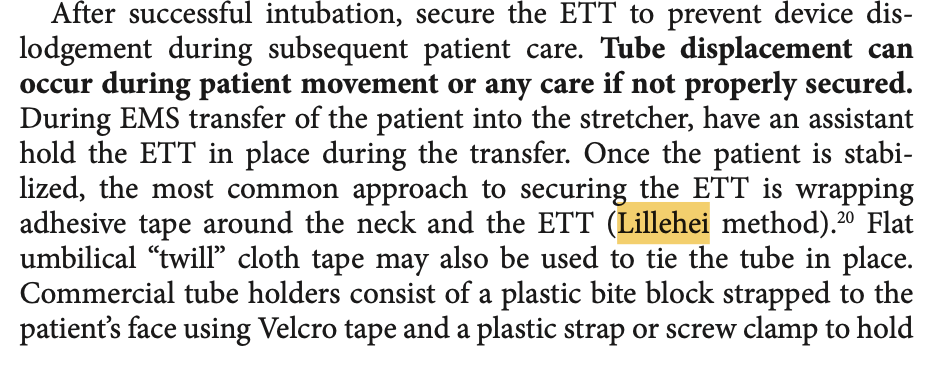 After successful intubation, secure the ETT to prevent device dis-
lodgement during subsequent patient care. Tube displacement can
occur during patient movement or any care if not properly secured.
During EMS transfer of the patient into the stretcher, have an assistant
hold the ETT in place during the transfer. Once the patient is stabi-
lized, the most common approach to securing the ETT is wrapping
adhesive tape around the neck and the ETT (Lillehei method).20 Flat
umbilical “twill” cloth tape may also be used to tie the tube in place.
Commercial tube holders consist of a plastic bite block strapped to the
patient’s face using Velcro tape and a plastic strap or screw clamp to hold